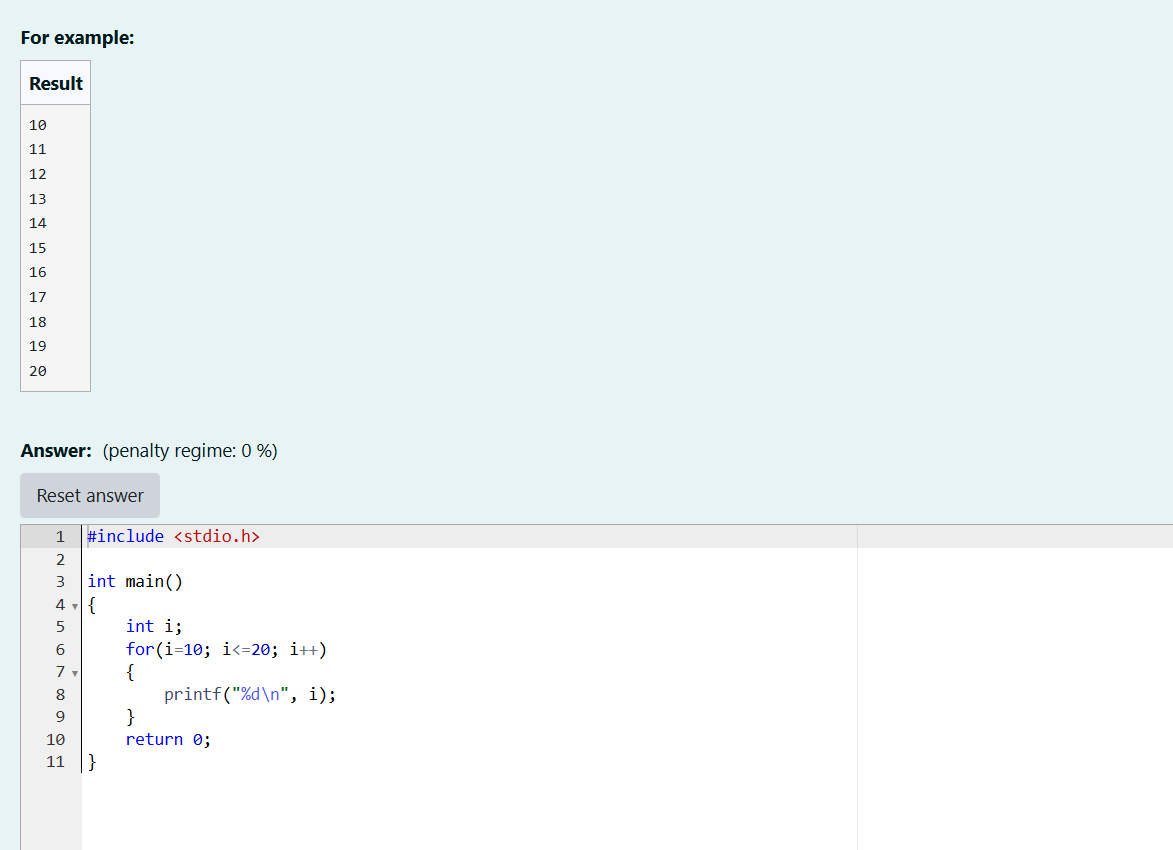 For example:
Result
10
11
12
13
14
15
16
17
18
19
20
Answer: (penalty regime: 0 %)
Reset answer
1 #include <stdio.h>
2
3 int main()
4 {
5     int i;
6     for(i=10; i<=20; i++)
7     {
8         printf("%d\n", i);
9     }
10     return 0;
11 }